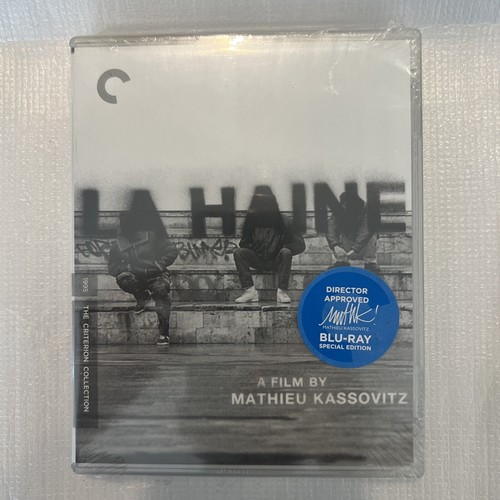 LA HAINE
1995 THE CRITERION COLLECTION
DIRECTOR
APPROVED
MATHIEU KASSOVITZ
BLU-RAY
SPECIAL EDITION
A FILM BY
MATHIEU KASSOVITZ